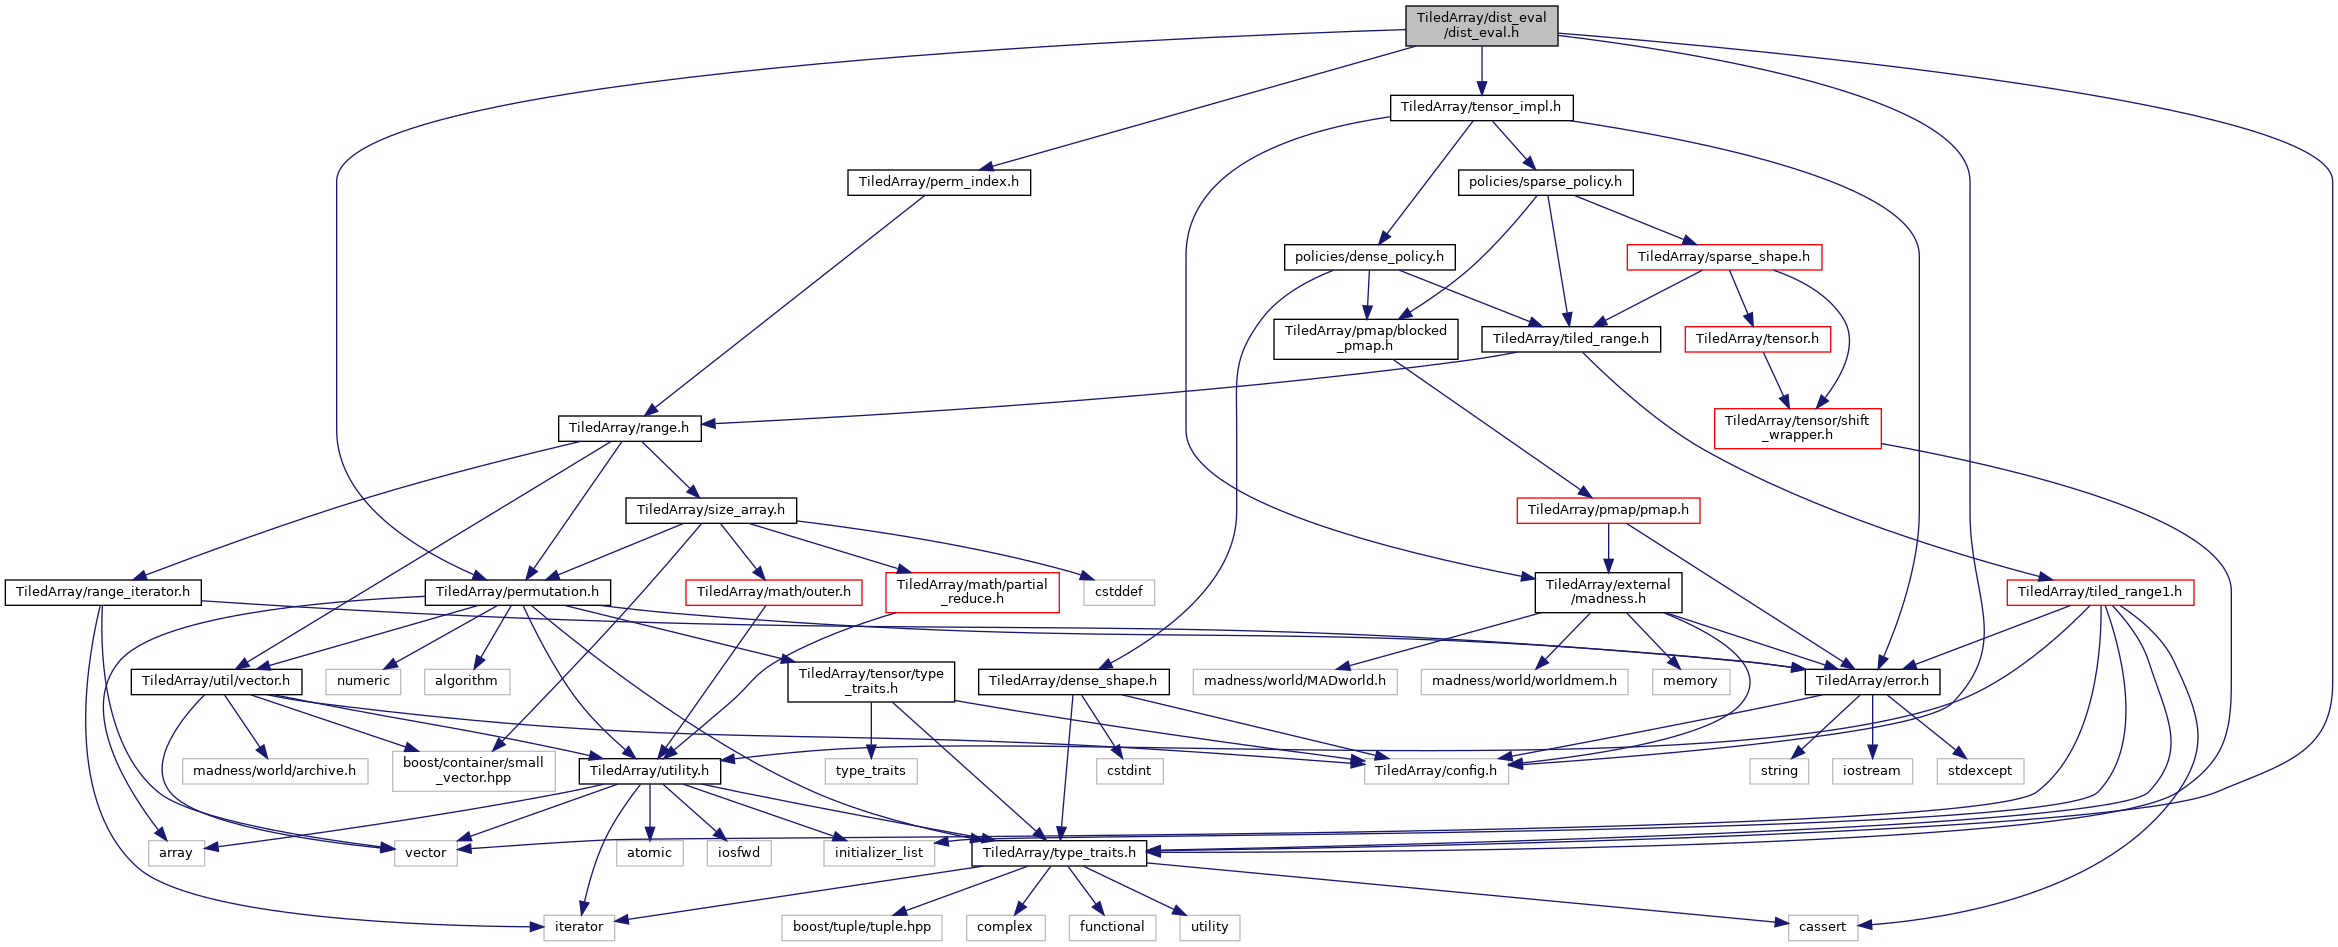 TiledArray/dist_eval
/dist_eval.h
TiledArray/tensor_impl.h
TiledArray/perm_index.h
policies/sparse_policy.h
policies/dense_policy.h
TiledArray/sparse_shape.h
TiledArray/pmap/blocked
_pmap.h
TiledArray/tiled_range.h
TiledArray/tensor.h
TiledArray/range.h
TiledArray/tensor/shift
_wrapper.h
TiledArray/size_array.h
TiledArray/pmap/pmap.h
TiledArray/range_iterator.h
TiledArray/permutation.h
TiledArray/math/outer.h
TiledArray/math/partial
_reduce.h
cstddef
TiledArray/external
/madness.h
TiledArray/tiled_range1.h
TiledArray/util/vector.h
numeric
algorithm
TiledArray/tensor/type
_traits.h
TiledArray/dense_shape.h
madness/world/MADworld.h
madness/world/worldmem.h
memory
TiledArray/error.h
madness/world/archive.h
boost/container/small
_vector.hpp
TiledArray/utility.h
type_traits
cstdint
TiledArray/config.h
string
iostream
stdexcept
array
vector
atomic
iosfwd
initializer_list
TiledArray/type_traits.h
iterator
boost/tuple/tuple.hpp
complex
functional
utility
cassert